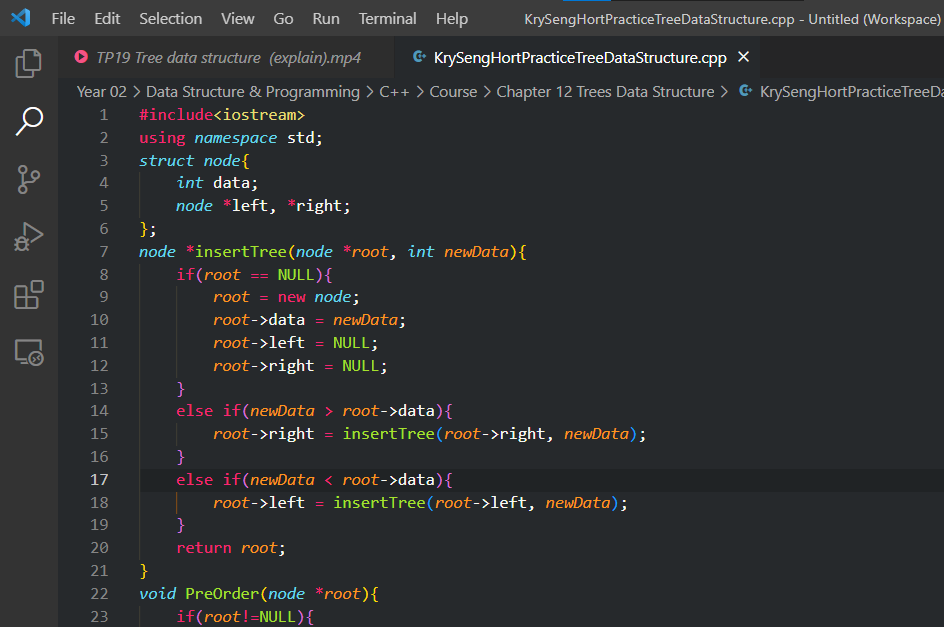 File Edit Selection View Go Run Terminal Help KrySengHortPracticeTreeDataStructure.cpp - Untitled (Workspace)
TP19 Tree data structure (explain).mp4 KrySengHortPracticeTreeDataStructure.cpp
Year 02 > Data Structure & Programming > C++ > Course > Chapter 12 Trees Data Structure > KrySengHortPracticeTreeDa
1 #include<iostream>
2 using namespace std;
3 struct node{
4 int data;
5 node *left, *right;
6 };
7 node *insertTree(node *root, int newData){
8 if(root == NULL){
9 root = new node;
10 root->data = newData;
11 root->left = NULL;
12 root->right = NULL;
13 }
14 else if(newData > root->data){
15 root->right = insertTree(root->right, newData);
16 }
17 else if(newData < root->data){
18 root->left = insertTree(root->left, newData);
19 }
20 return root;
21 }
22 void PreOrder(node *root){
23 if(root!=NULL){